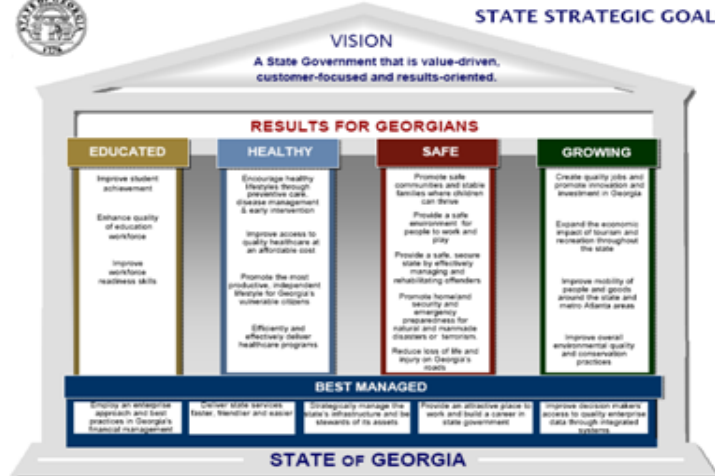 STATE OF GEORGIA
1776
STATE STRATEGIC GOAL
VISION
A State Government that is value-driven,
customer-focused and results-oriented.
RESULTS FOR GEORGIANS
EDUCATED
Improve student
achievement
Enhance quality
of education
workforce
Improve
workforce
readiness skills
HEALTHY
Encourage healthy
lifestyles through
preventive care,
disease management
& early intervention
Improve access to
quality healthcare at
an affordable cost
Promote the most
productive, independent
lifestyle for Georgia's
vulnerable citizens
Efficiently and
effectively deliver
healthcare programs
SAFE
Promote safe
communities and stable
families where children
can thrive
Provide a safe
environment for
people to work and
play
Provide a safe, secure
state by effectively
managing and
rehabilitating offenders
Promote homeland
security and
emergency
preparedness for
natural and manmade
disasters or terrorism.
Reduce loss of life and
injury on Georgia's
roads
GROWING
Create quality jobs and
promote innovation and
investment in Georgia
Expand the economic
impact of tourism and
recreation throughout
the state
Improve mobility of
people and goods
around the state and
metro Atlanta areas
Improve overall
environmental quality
and conservation
practices
BEST MANAGED
Employ an enterprise
approach and best
practices in Georgia's
financial management
Deliver state services
faster, friendlier and easier
Strategically manage the
state's infrastructure and be
stewards of its assets
Provide an attractive place to
work and build a career in
state government
Improve decision makers'
access to quality enterprise
data through integrated
systems.
STATE OF GEORGIA